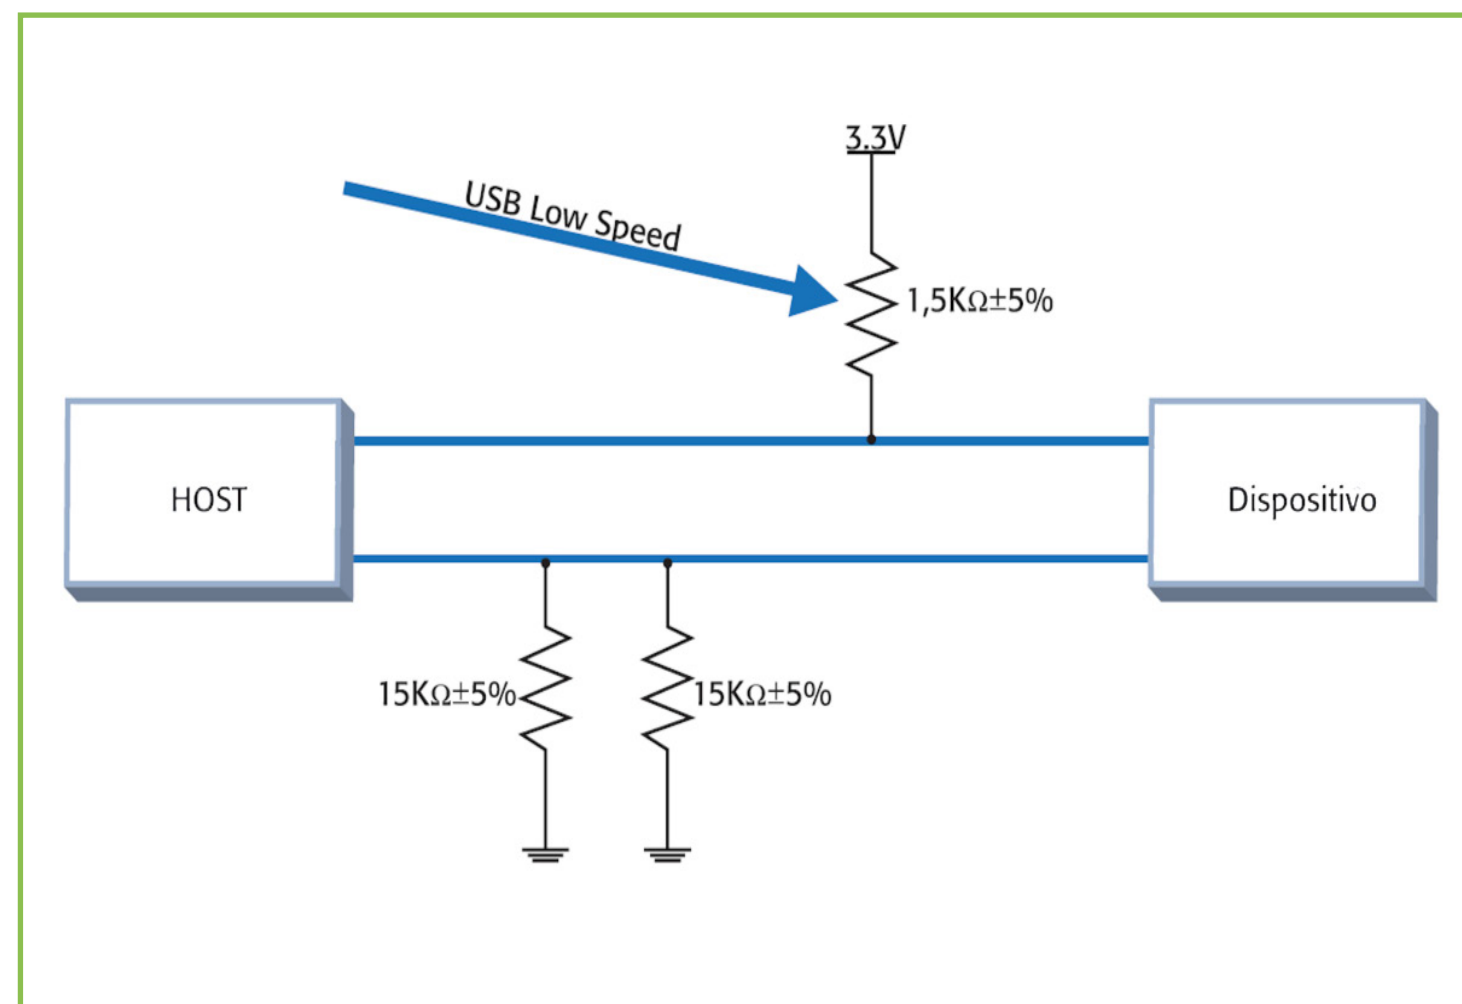 3.3V
USB Low Speed
1,5KΩ±5%
HOST
Dispositivo
15KΩ±5%
15KΩ±5%